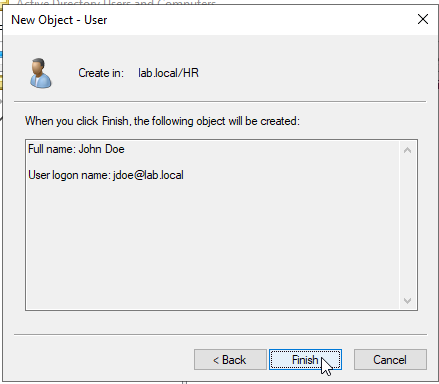 Active Directory Users and Computers
New Object - User
Create in: lab.local/HR
When you click Finish, the following object will be created:
Full name: John Doe
User logon name: jdoe@lab.local
< Back
Finish
Cancel